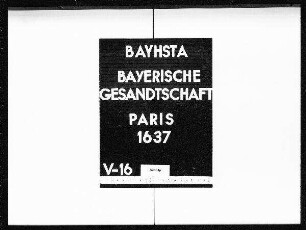 BAYHSTA
BAYERISCHE
GESANDTSCHAFT
PARIS
1637
V-16